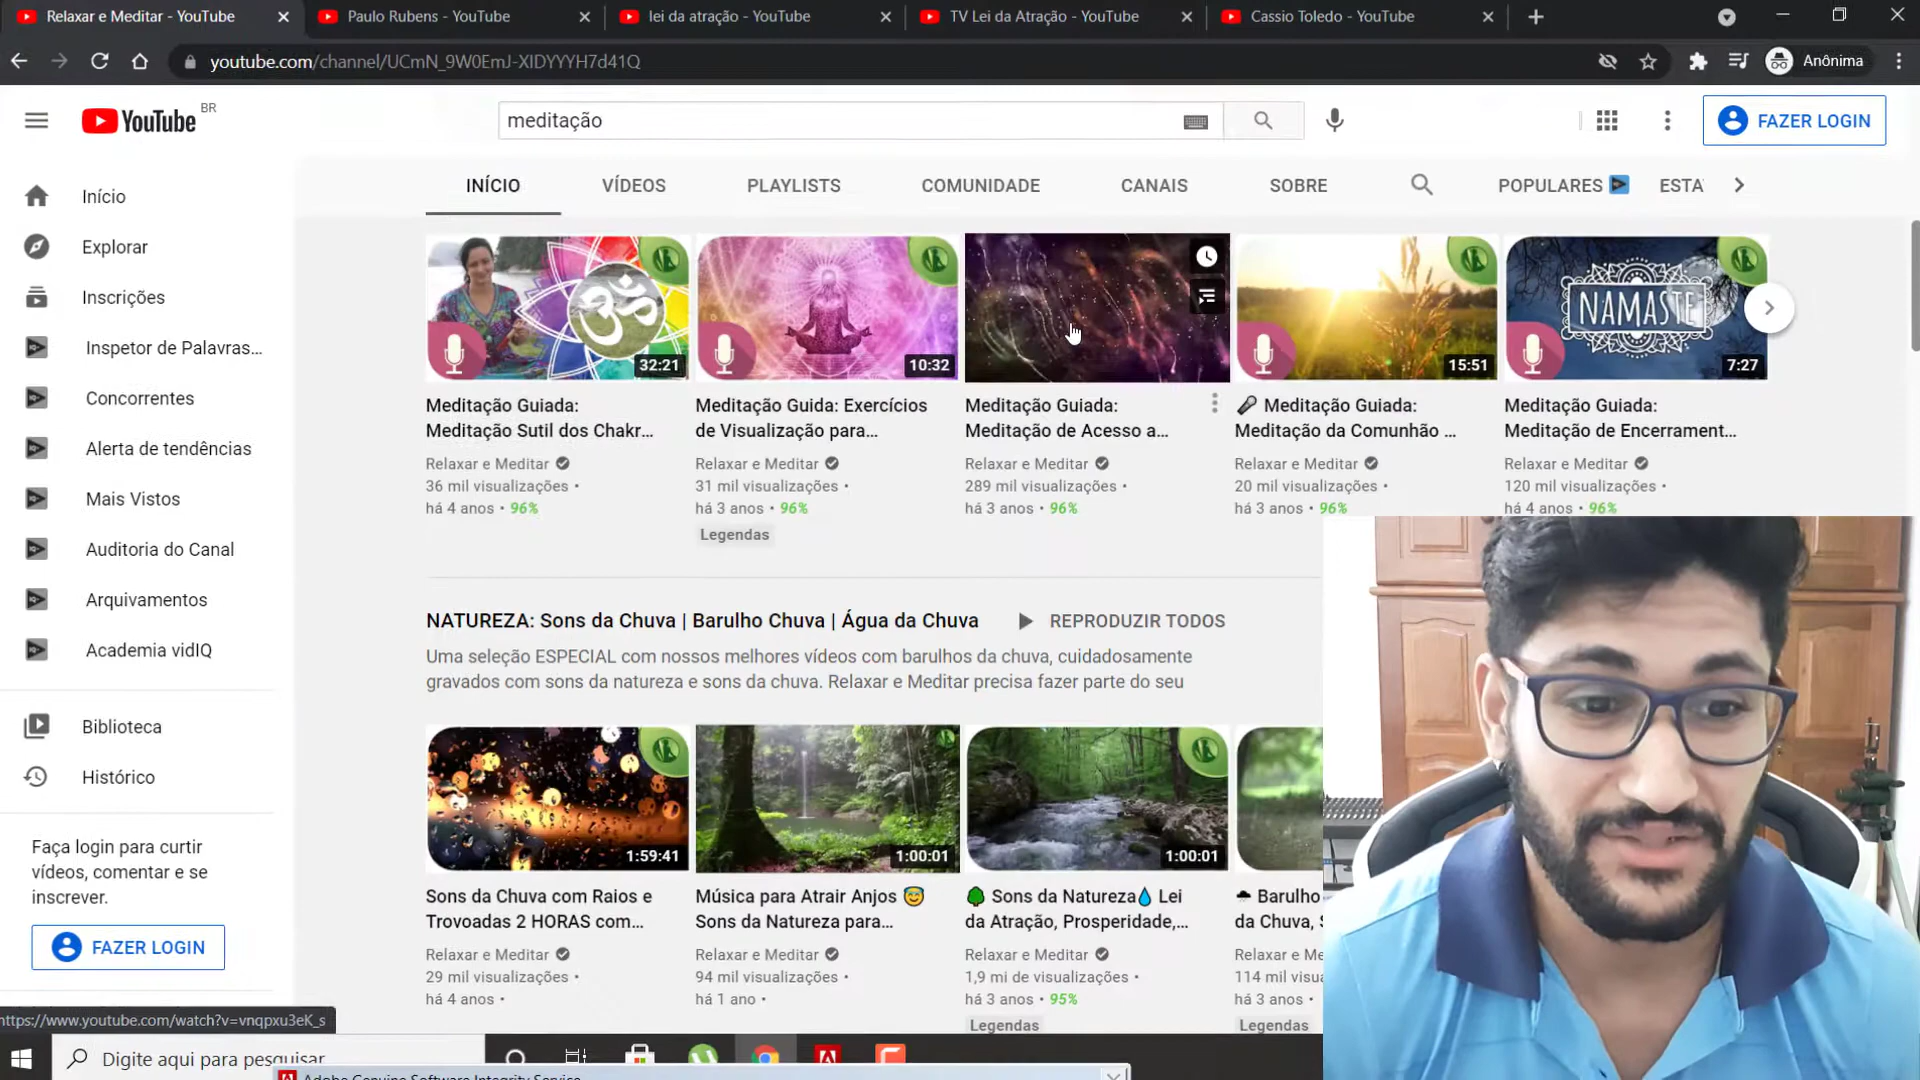 Relaxar e Meditar - YouTube
Paulo Rubens - YouTube
lei da atração - YouTube
TV Lei da Atração - YouTube
Cassio Toledo - YouTube
youtube.com/channel/UCmN_9W0EmJ-XIDYYYH7d41Q
Anônima
YouTube BR
meditação
FAZER LOGIN
INÍCIO
VÍDEOS
PLAYLISTS
COMUNIDADE
CANAIS
SOBRE
POPULARES
ESTA
Início
Explorar
Inscrições
Inspetor de Palavras...
Concorrentes
Alerta de tendências
Mais Vistos
Auditoria do Canal
Arquivamentos
Academia vidIQ
Biblioteca
Histórico
Faça login para curtir
vídeos, comentar e se
inscrever.
FAZER LOGIN
32:21
Meditação Guiada:
Meditação Sutil dos Chakr...
Relaxar e Meditar
36 mil visualizações •
há 4 anos • 96%
10:32
Meditação Guida: Exercícios
de Visualização para...
Relaxar e Meditar
31 mil visualizações •
há 3 anos • 96%
Legendas
Meditação Guiada:
Meditação de Acesso a...
Relaxar e Meditar
289 mil visualizações •
há 3 anos • 96%
15:51
Meditação Guiada:
Meditação da Comunhão ...
Relaxar e Meditar
20 mil visualizações •
há 3 anos • 96%
NAMASTE
7:27
Meditação Guiada:
Meditação de Encerrament...
Relaxar e Meditar
120 mil visualizações •
há 4 anos • 96%
NATUREZA: Sons da Chuva | Barulho Chuva | Água da Chuva
REPRODUZIR TODOS
Uma seleção ESPECIAL com nossos melhores vídeos com barulhos da chuva, cuidadosamente
gravados com sons da natureza e sons da chuva. Relaxar e Meditar precisa fazer parte do seu
1:59:41
Sons da Chuva com Raios e
Trovoadas 2 HORAS com...
Relaxar e Meditar
29 mil visualizações •
há 4 anos •
1:00:01
Música para Atrair Anjos 😇
Sons da Natureza para...
Relaxar e Meditar
94 mil visualizações •
há 1 ano •
1:00:01
🌳 Sons da Natureza💧 Lei
da Atração, Prosperidade,...
Relaxar e Meditar
1,9 mi de visualizações •
há 3 anos • 95%
Legendas
Barulho
da Chuva, S
Relaxar e M
114 mil visu
há 3 anos •
Legendas
https://www.youtube.com/watch?v=vnqpxu3eK_s
Digite aqui para pesquisar
Adobe Genuine Software Integrity Service